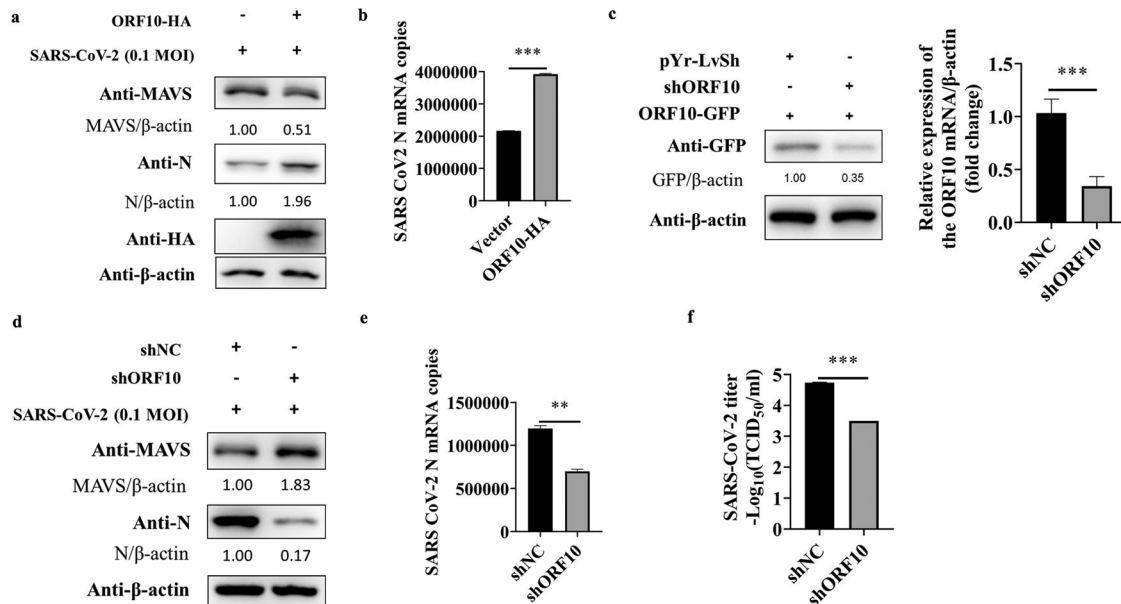 a
ORF10-HA - +
SARS-CoV-2 (0.1 MOI) + +
Anti-MAVS
MAVS/β-actin 1.00 0.51
Anti-N
N/β-actin 1.00 1.96
Anti-HA
Anti-β-actin
b
SARS CoV2 N mRNA copies
***
4000000
3000000
2000000
1000000
0
Vector
ORF10-HA
c
pYr-LvSh + -
shORF10 - +
ORF10-GFP + +
Anti-GFP
GFP/β-actin 1.00 0.35
Anti-β-actin
Relative expression of
the ORF10 mRNA/β-actin
(fold change)
***
1.5
1.0
0.5
0.0
shNC
shORF10
d
shNC + -
shORF10 - +
SARS-CoV-2 (0.1 MOI) + +
Anti-MAVS
MAVS/β-actin 1.00 1.83
Anti-N
N/β-actin 1.00 0.17
Anti-β-actin
e
SARS CoV-2 N mRNA copies
**
1500000
1000000
500000
0
shNC
shORF10
f
SARS-CoV-2 titer
-Log10(TCID50/ml)
***
5
4
3
2
1
0
shNC
shORF10